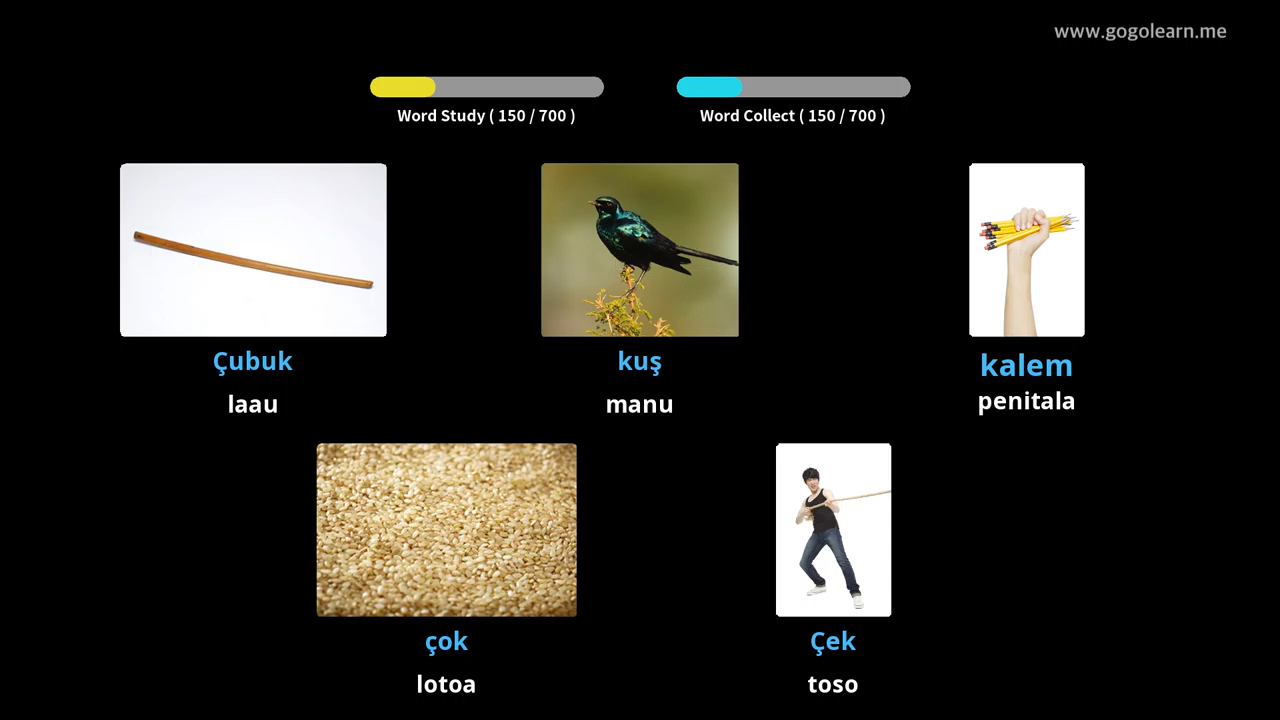 www.gogolearn.me
Word Study ( 150 / 700 )
Word Collect ( 150 / 700 )
Çubuk
kuş
kalem
laau
manu
penitala
çok
Çek
lotoa
toso